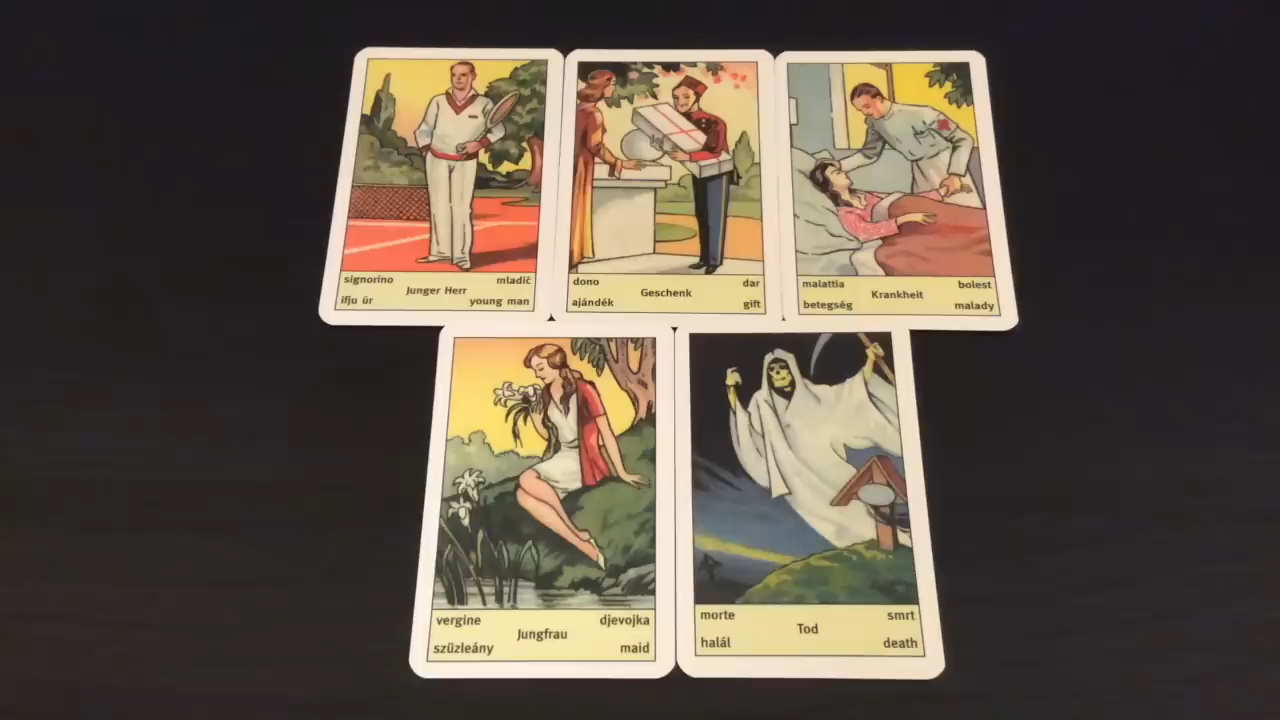 signorino mladič
Junger Herr
ifju úr young man
dono dar
Geschenk
ajándék gift
malattia bolest
Krankheit
betegség malady
vergine djevojka
Jungfrau
szüzleány maid
morte smrt
Tod
halál death